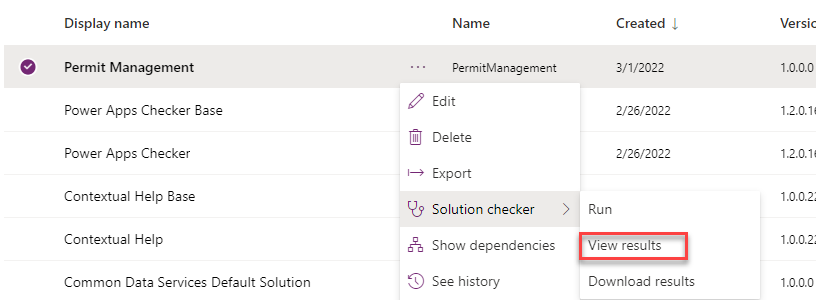 Display name Name Created ↓ Versio
Permit Management ··· PermitManagement 3/1/2022 1.0.0.0
Edit
Power Apps Checker Base 2/26/2022 1.2.0.16
Delete
Power Apps Checker 2/26/2022 1.2.0.16
Export
Contextual Help Base 1.0.0.22
Solution checker Run
Contextual Help 1.0.0.22
Show dependencies View results
Common Data Services Default Solution See history Download results 1.0.0.0